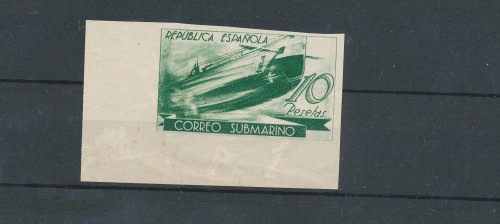 REPUBLICA ESPAÑOLA
10
Pesetas
CORREO SUBMARINO